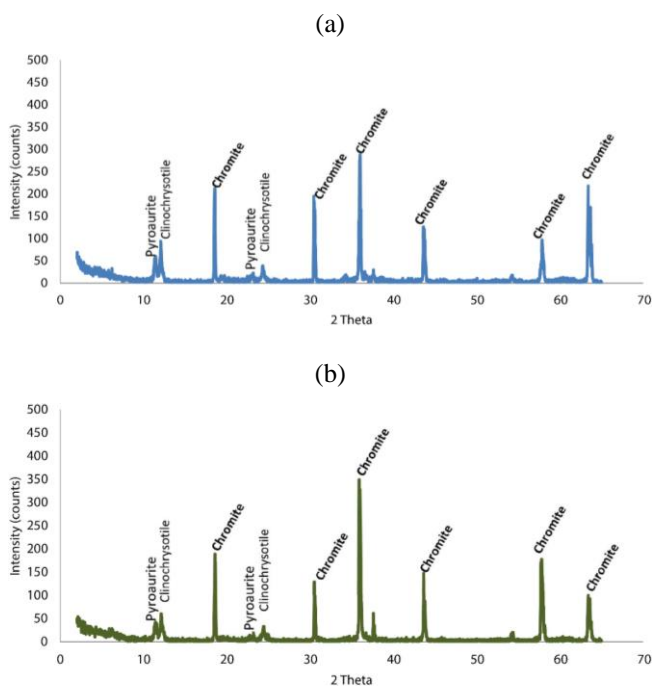 (a)
500
450
400
350
300
250
200
150
100
50
0
Intensity (counts)
Pyroaurite
Clinochrysotile
Chromite
Pyroaurite
Clinochrysotile
Chromite
Chromite
Chromite
Chromite
Chromite
0 10 20 30 40 50 60 70
2 Theta
(b)
500
450
400
350
300
250
200
150
100
50
0
Intensity (counts)
Pyroaurite
Clinochrysotile
Chromite
Pyroaurite
Clinochrysotile
Chromite
Chromite
Chromite
Chromite
Chromite
0 10 20 30 40 50 60 70
2 Theta